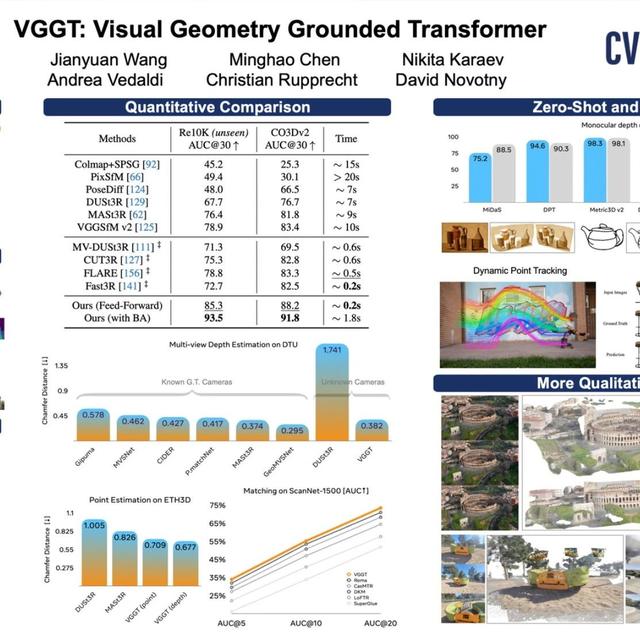 VGGT: Visual Geometry Grounded Transformer
Jianyuan Wang Minghao Chen Nikita Karaev
Andrea Vedaldi Christian Rupprecht David Novotny
CV
Quantitative Comparison
Methods Re10K (unseen) CO3Dv2 Time
AUC@30 ↑ AUC@30 ↑
Colmap+SPSG [92] 45.2 25.3 ~ 15s
PixSfM [66] 49.4 30.1 > 20s
PoseDiff [124] 48.0 66.5 ~ 7s
DUSt3R [129] 67.7 76.7 ~ 7s
MASt3R [62] 76.4 81.8 ~ 9s
VGGSfM v2 [125] 78.9 83.4 ~ 10s
MV-DUSt3R [111] ‡ 71.3 69.5 ~ 0.6s
CUT3R [127] ‡ 75.3 82.8 ~ 0.6s
FLARE [156] ‡ 78.8 83.3 ~ 0.5s
Fast3R [141] ‡ 72.7 82.5 ~ 0.2s
Ours (Feed-Forward) 85.3 88.2 ~ 0.2s
Ours (with BA) 93.5 91.8 ~ 1.8s
Multi-view Depth Estimation on DTU
Chamfer Distance [↓]
1.35
0.9
0.45
Known G.T. Cameras
Unknown Cameras
0.578 0.462 0.427 0.417 0.374 0.295 1.741 0.382
Gipuma MVSNet CIDER P.matchNet MASt3R GeoMVSNet DUSt3R VGGT
Point Estimation on ETH3D
Chamfer Distance [↓]
1.1
0.825
0.55
0.275
1.005 0.826 0.709 0.677
DUSt3R MASt3R VGGT (point) VGGT (depth)
Matching on ScanNet-1500 [AUC↑]
75%
65%
55%
45%
35%
25%
VGGT
Roma
CasMTR
DKM
LoFTR
SuperGlue
AUC@5 AUC@10 AUC@20
Zero-Shot and
Monocular depth
100
75
50
25
75.2 88.5 94.6 90.3 98.3 98.1
MiDaS DPT Metric3D v2
Dynamic Point Tracking
Input Images
Ground Truth
Prediction
More Qualitati